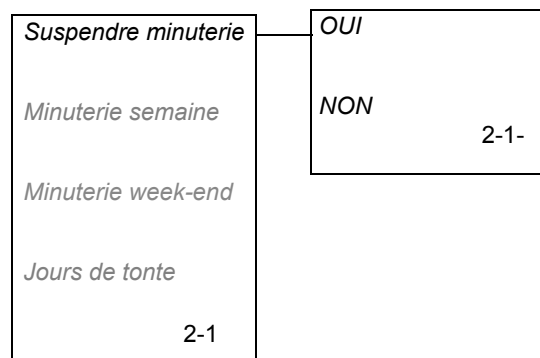 Suspendre minuterie
Minuterie semaine
Minuterie week-end
Jours de tonte
2-1
OUI
NON
2-1-